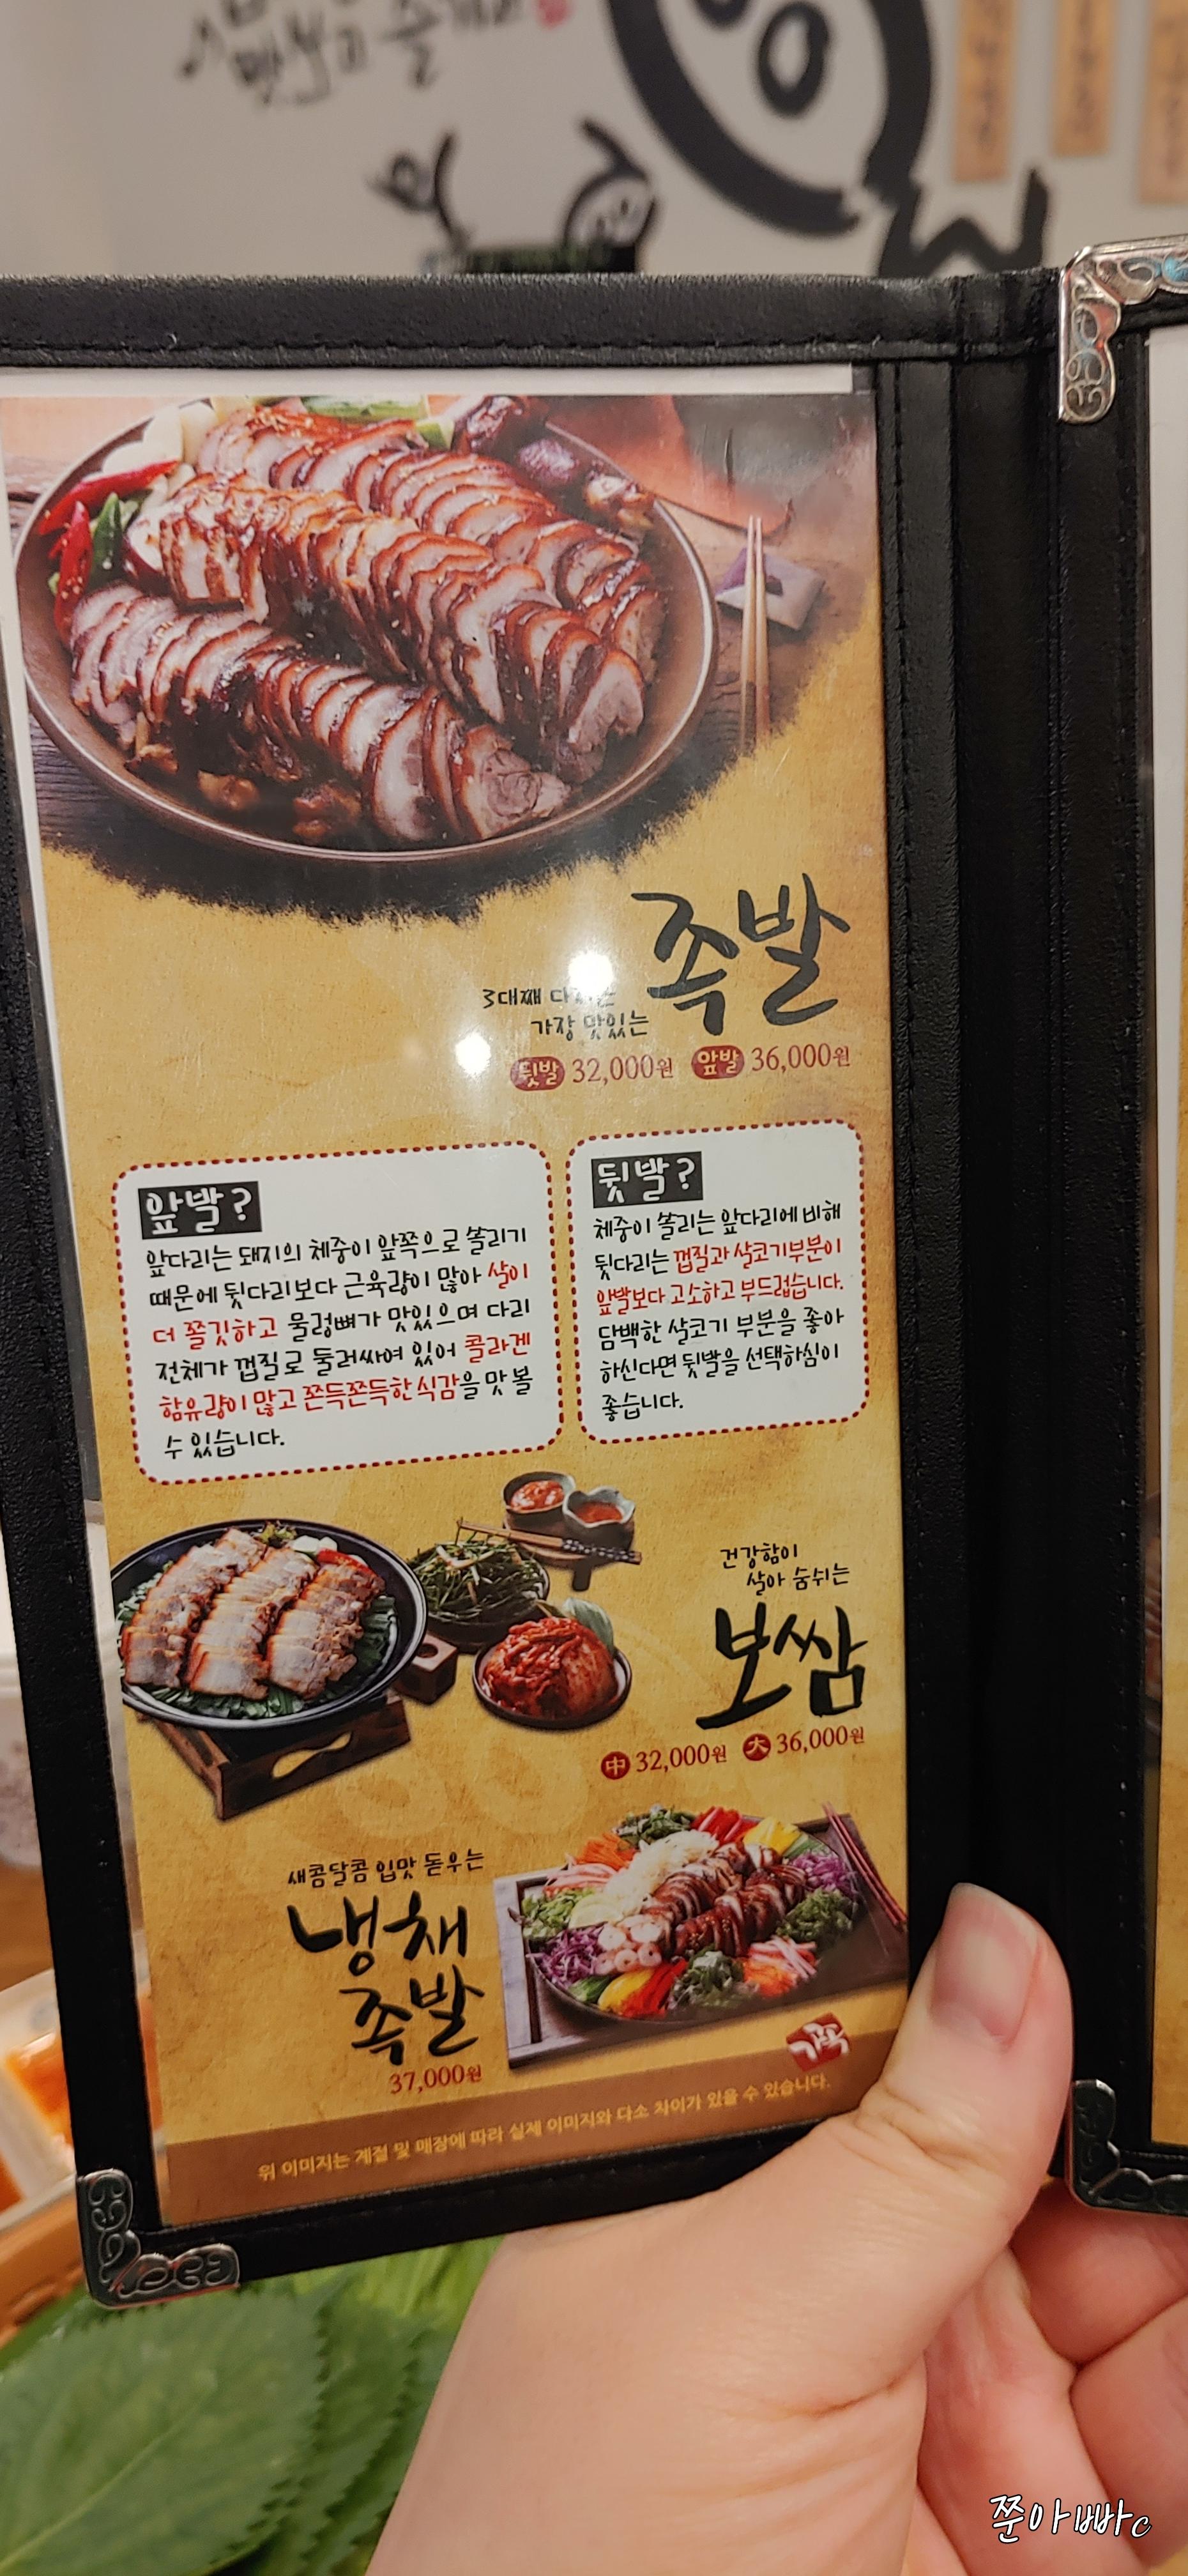 족발
3대째
가장 맛있는
뒷발 32,000원 앞발 36,000원
앞발?
앞다리는 돼지의 체중이 앞쪽으로 쏠리기
때문에 뒷다리보다 근육량이 많아 살이
더 쫄깃하고 물렁뼈가 맛있으며 다리
전체가 껍질로 둘러싸여 있어 콜라겐
함유량이 많고 쫀득쫀득한 식감을 맛 볼
수 있습니다.
뒷발?
체중이 쏠리는 앞다리에 비해
뒷다리는 껍질과 살코기부분이
앞발보다 고소하고 부드럽습니다.
담백한 살코기 부분을 좋아
하신다면 뒷발을 선택하심이
좋습니다.
건강함이
살아 숨쉬는
보쌈
中 32,000원 大 36,000원
새콤달콤 입맛 돋우는
냉채
족발
37,000원
위 이미지는 계절 및 매장에 따라 실제 이미지와 다소 차이가 있을 수 있습니다.
쭌아빠c